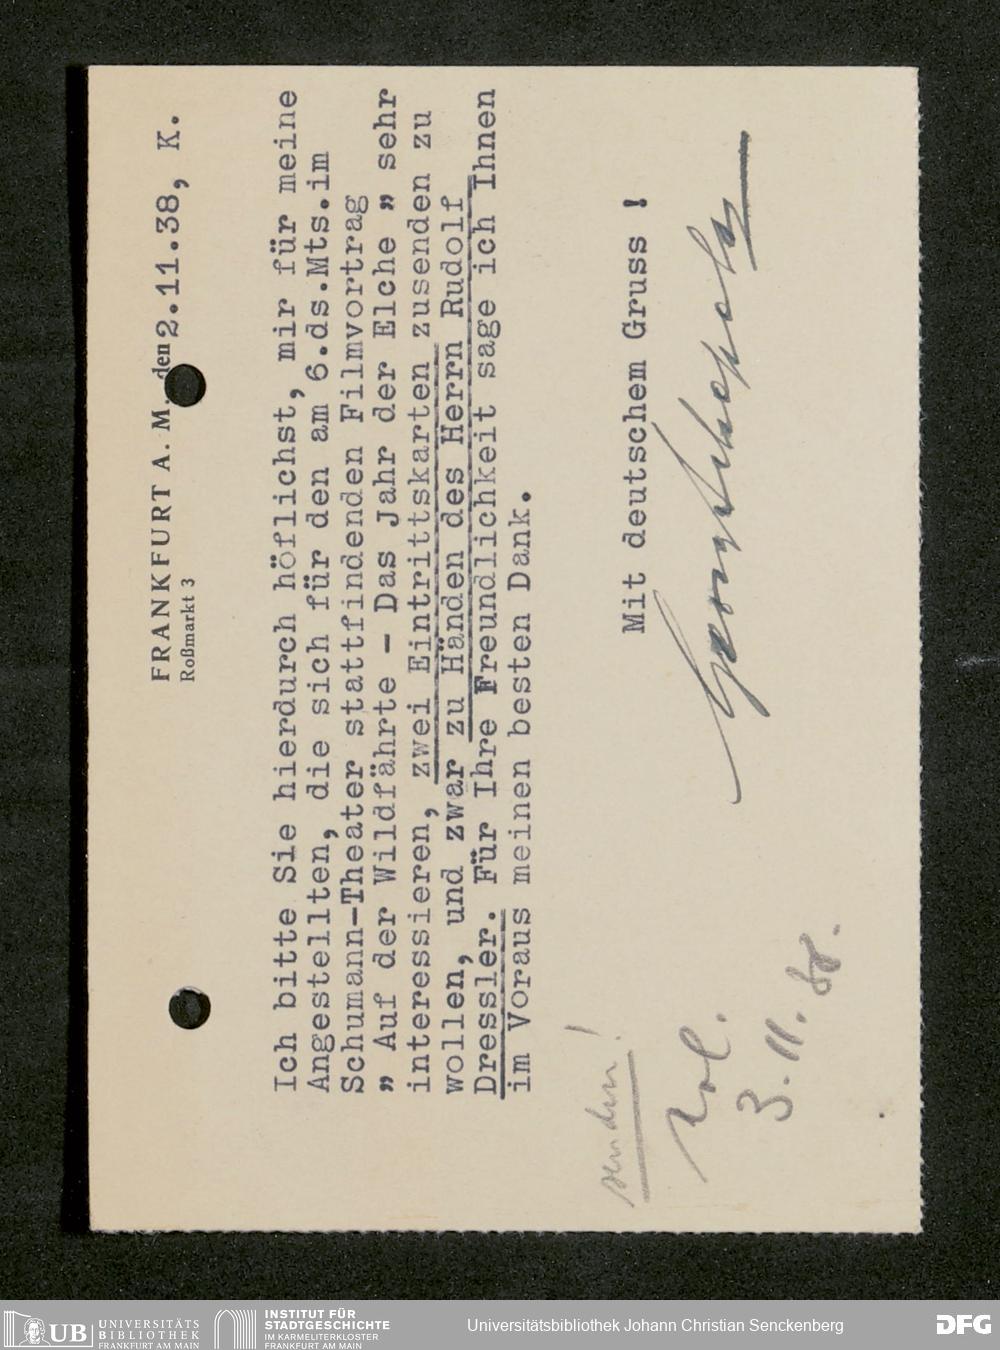 FRANKFURT A. M., den 2.11.38, K.
Roßmarkt 3
Ich bitte Sie hierdurch höflichst, mir für meine
Angestellten, die sich für den am 6.ds.Mts.im
Schumann-Theater stattfindenden Filmvortrag
" Auf der Wildfährte - Das Jahr der Elche " sehr
interessieren, zwei Eintrittskarten zusenden zu
wollen, und zwar zu Händen des Herrn Rudolf
Dressler. Für Ihre Freundlichkeit sage ich Ihnen
im Voraus meinen besten Dank.
Mit deutschem Gruss !
senden!
3.11.38.
UB UNIVERSITÄTS
BIBLIOTHEK
FRANKFURT AM MAIN
INSTITUT FÜR
STADTGESCHICHTE
IM KARMELITERKLOSTER
FRANKFURT AM MAIN
Universitätsbibliothek Johann Christian Senckenberg
DFG